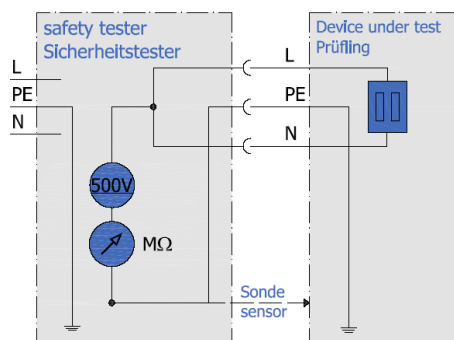 safety tester
Sicherheitstester
Device under test
Prüfling
L
PE
N
L
PE
N
500V
MΩ
Sonde
sensor